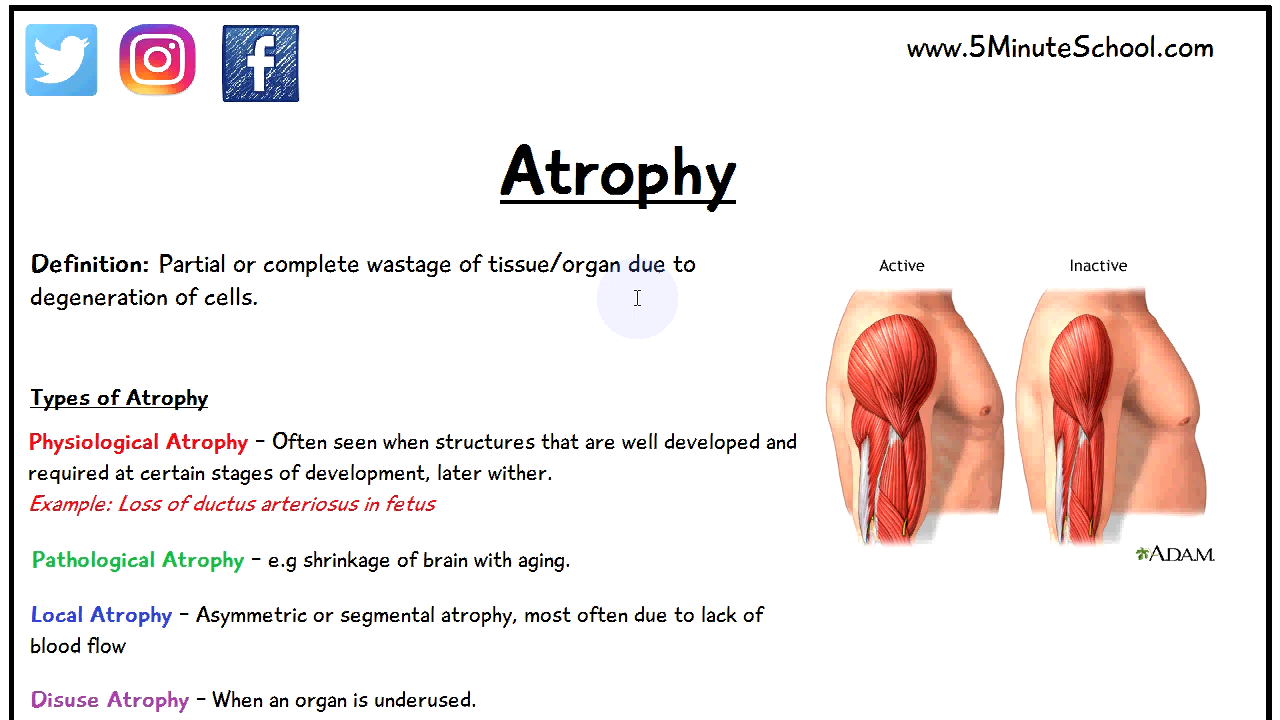 www.5MinuteSchool.com
Atrophy
Definition: Partial or complete wastage of tissue/organ due to
degeneration of cells.
Active
Inactive
Types of Atrophy
Physiological Atrophy - Often seen when structures that are well developed and
required at certain stages of development, later wither.
Example: Loss of ductus arteriosus in fetus
Pathological Atrophy - e.g shrinkage of brain with aging.
ADAM.
Local Atrophy - Asymmetric or segmental atrophy, most often due to lack of
blood flow
Disuse Atrophy - When an organ is underused.